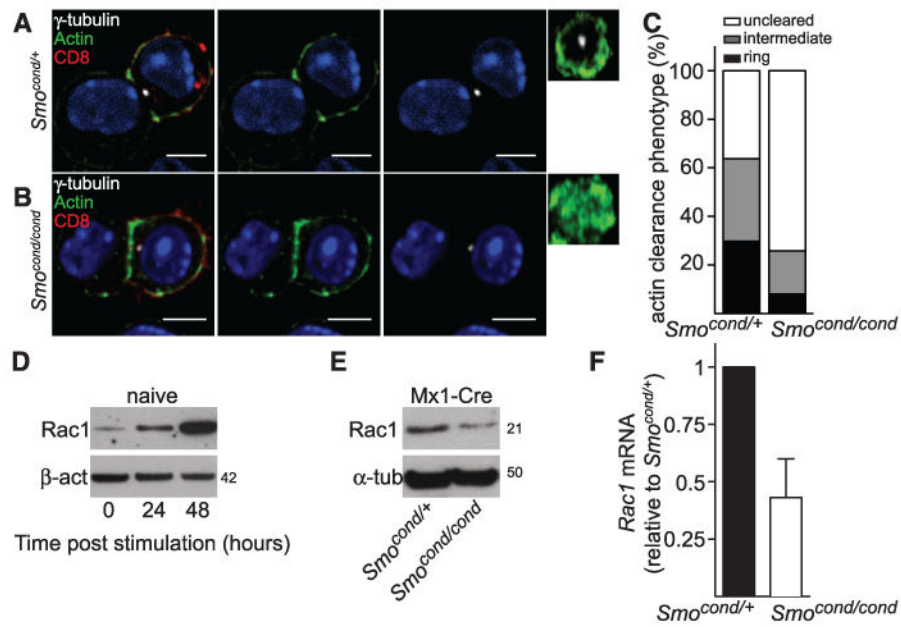 A
γ-tubulin
Actin
CD8
Smo^cond/+
B
γ-tubulin
Actin
CD8
Smo^cond/cond
C
uncleared
intermediate
ring
actin clearance phenotype (%)
100
80
60
40
20
Smo^cond/+ Smo^cond/cond
D
naive
Rac1
β-act 42
0 24 48
Time post stimulation (hours)
E
Mx1-Cre
Rac1 21
α-tub 50
Smo^cond/+
Smo^cond/cond
F
Rac1 mRNA
(relative to Smo^cond/+)
1
0.75
0.5
0.25
Smo^cond/+ Smo^cond/cond